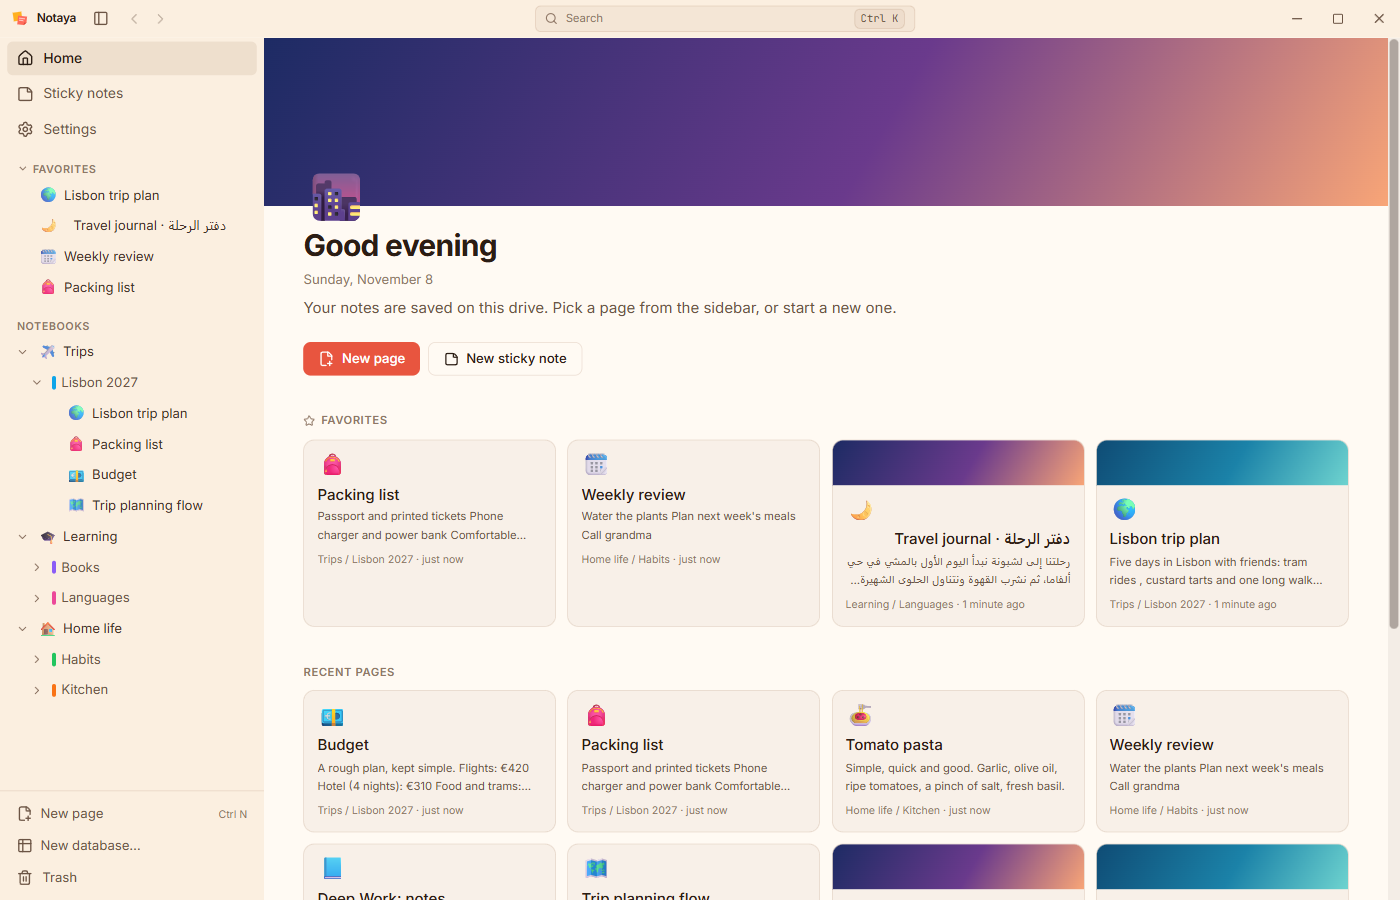 Notaya
Search
Ctrl K
Home
Sticky notes
Settings
FAVORITES
Lisbon trip plan
Travel journal · دفتر الرحلة
Weekly review
Packing list
NOTEBOOKS
Trips
Lisbon 2027
Lisbon trip plan
Packing list
Budget
Trip planning flow
Learning
Books
Languages
Home life
Habits
Kitchen
New page
Ctrl N
New database...
Trash
Good evening
Sunday, November 8
Your notes are saved on this drive. Pick a page from the sidebar, or start a new one.
New page
New sticky note
FAVORITES
Packing list
Passport and printed tickets Phone
charger and power bank Comfortable...
Trips / Lisbon 2027 · just now
Weekly review
Water the plants Plan next week's meals
Call grandma
Home life / Habits · just now
Travel journal · دفتر الرحلة
رحلتنا إلى لشبونة نبدأ اليوم الأول بالمشي في حي
ألفاما، ثم نشرب القهوة ونتناول الحلوى الشهيرة...
Learning / Languages · 1 minute ago
Lisbon trip plan
Five days in Lisbon with friends: tram
rides , custard tarts and one long walk...
Trips / Lisbon 2027 · 1 minute ago
RECENT PAGES
Budget
A rough plan, kept simple. Flights: €420
Hotel (4 nights): €310 Food and trams:...
Trips / Lisbon 2027 · just now
Packing list
Passport and printed tickets Phone
charger and power bank Comfortable...
Trips / Lisbon 2027 · just now
Tomato pasta
Simple, quick and good. Garlic, olive oil,
ripe tomatoes, a pinch of salt, fresh basil.
Home life / Kitchen · just now
Weekly review
Water the plants Plan next week's meals
Call grandma
Home life / Habits · just now
Deep Work: notes
Trip planning flow